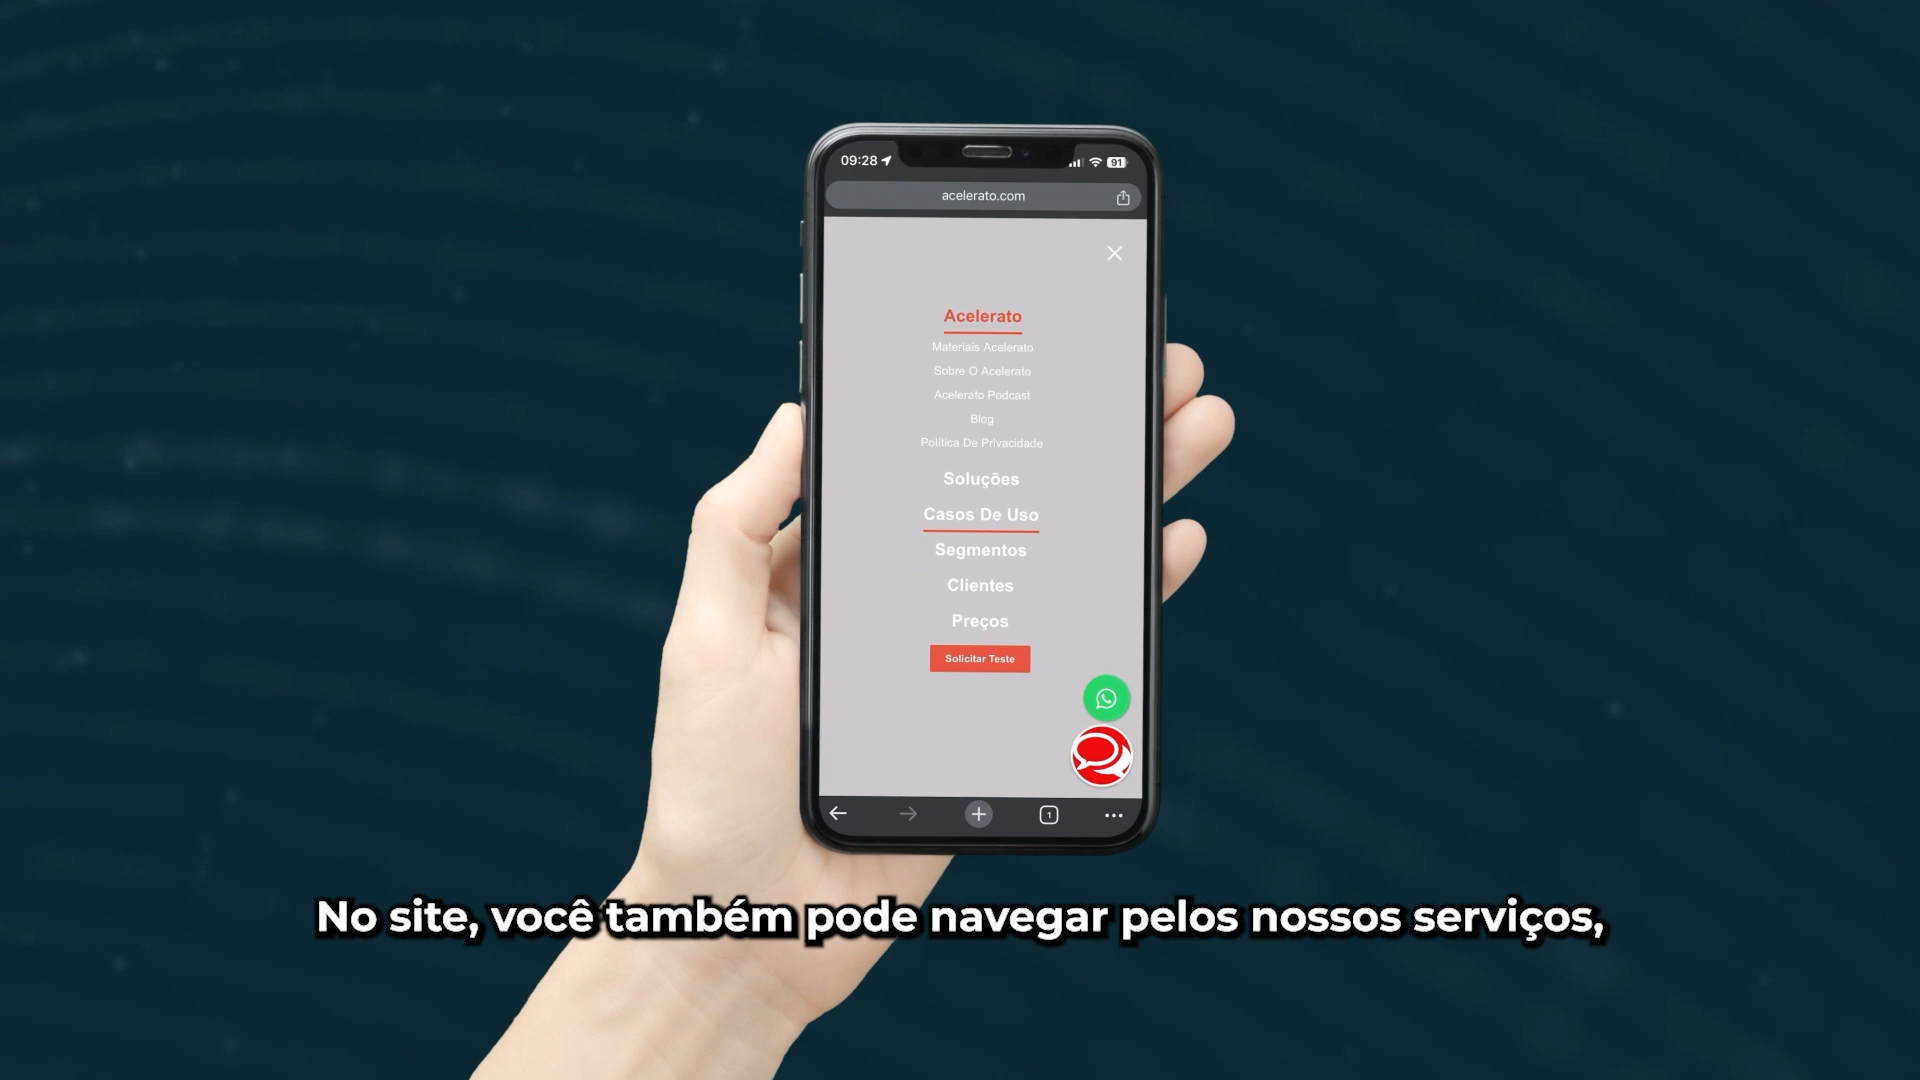 09:28
91
acelerato.com
Acelerato
Materiais Acelerato
Sobre O Acelerato
Acelerato Podcast
Blog
Política De Privacidade
Soluções
Casos De Uso
Segmentos
Clientes
Preços
Solicitar Teste
1
No site, você também pode navegar pelos nossos serviços,